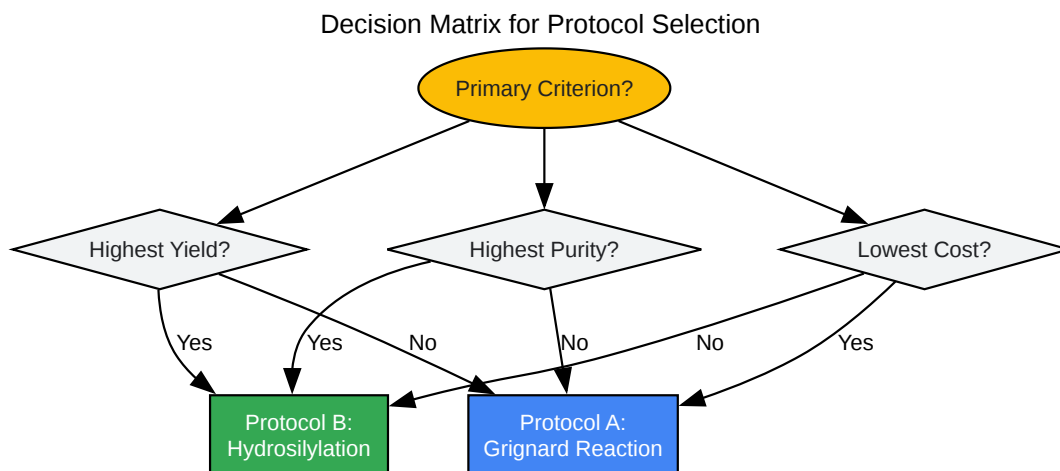 Decision Matrix for Protocol Selection
Primary Criterion?
Highest Yield?
Highest Purity?
Lowest Cost?
Yes
Yes
No
No
No
Yes
Protocol B:
Hydrosilylation
Protocol A:
Grignard Reaction